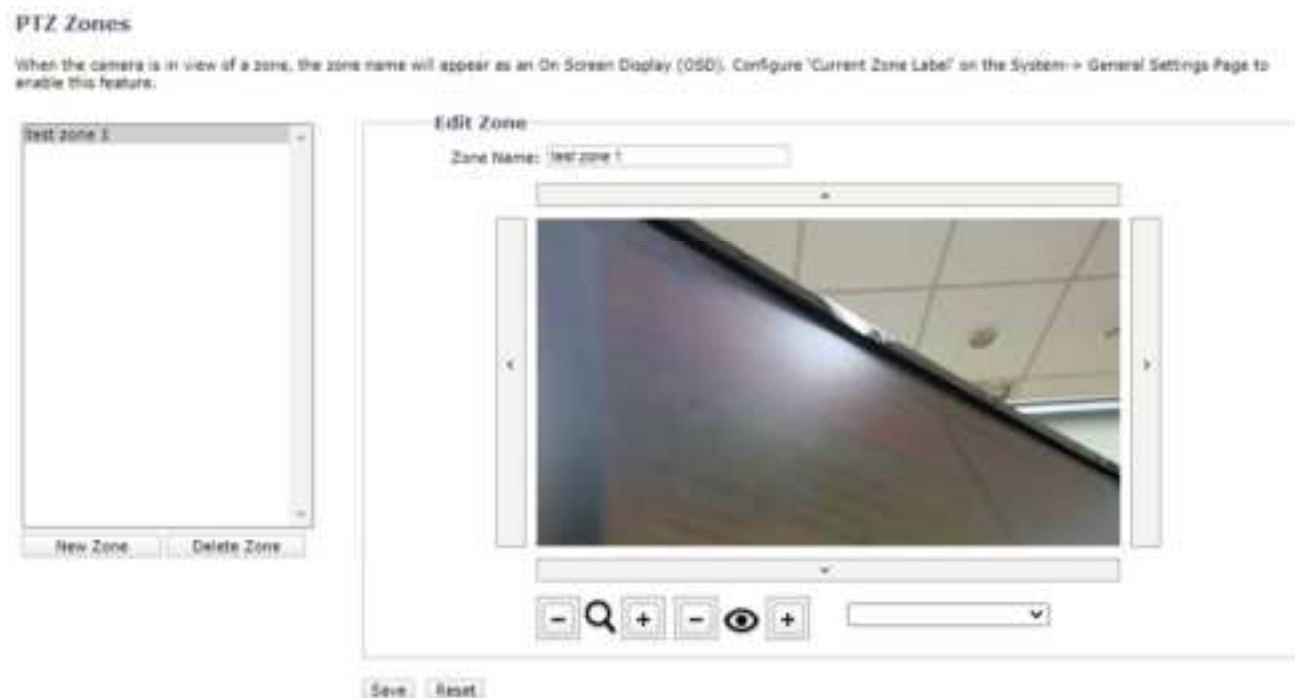 PTZ Zones
When the camera is in view of a zone, the zone name will appear as an On Screen Display (OSD). Configure 'Current Zone Label' on the System-> General Settings Page to
enable this feature.
test zone 1
New Zone
Delete Zone
Edit Zone
Zone Name: test zone 1
Save
Reset